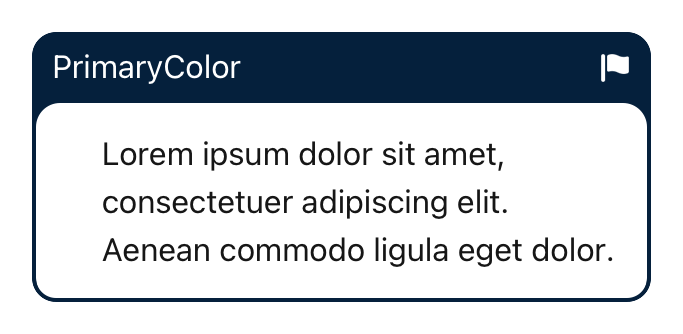 PrimaryColor
Lorem ipsum dolor sit amet,
consectetuer adipiscing elit.
Aenean commodo ligula eget dolor.